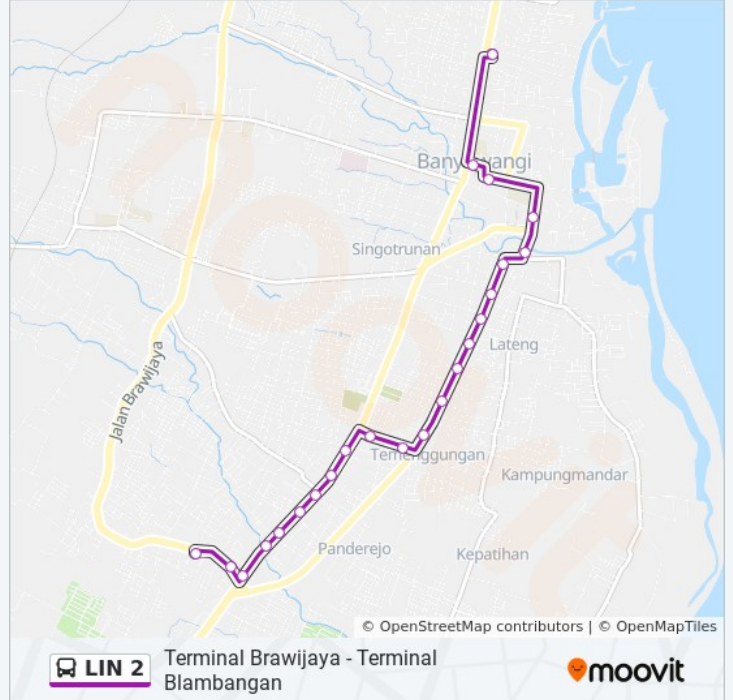 Banyuwangi
Singotrunan
Lateng
Jalan Brawijaya
Temenggungan
Kampungmandar
Panderejo
Kepatihan
© OpenStreetMap contributors | © OpenMapTiles
LIN 2
Terminal Brawijaya - Terminal
Blambangan
moovit